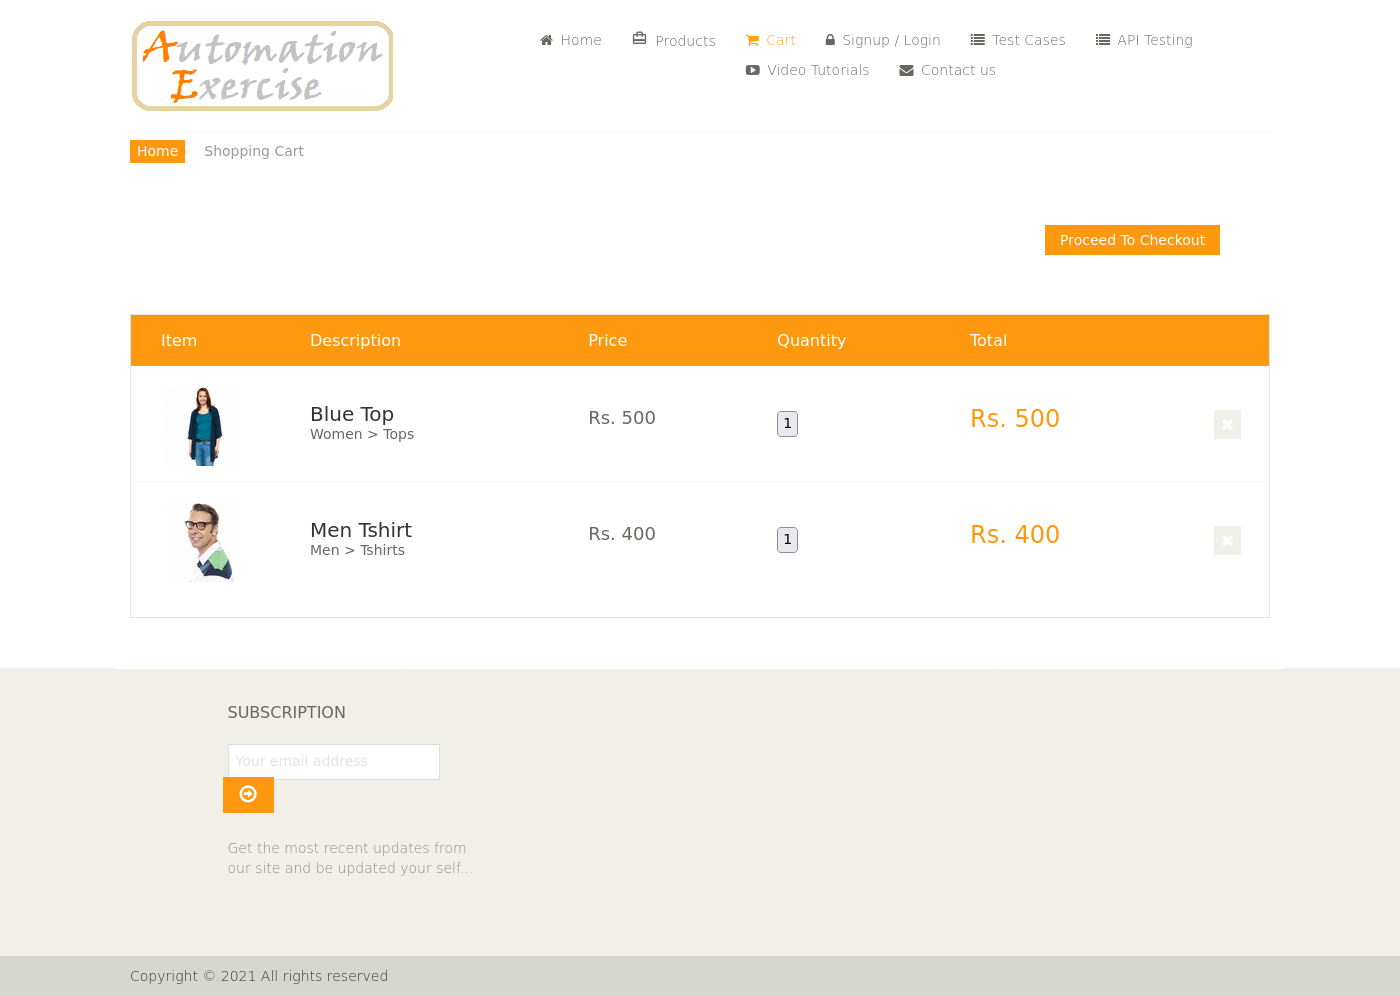 Automation
Exercise
Home
Products
Cart
Signup / Login
Test Cases
API Testing
Video Tutorials
Contact us
Home
Shopping Cart
Proceed To Checkout
Item Description Price Quantity Total
Blue Top
Women > Tops
Rs. 500
1
Rs. 500
Men Tshirt
Men > Tshirts
Rs. 400
1
Rs. 400
SUBSCRIPTION
Your email address
Get the most recent updates from
our site and be updated your self...
Copyright © 2021 All rights reserved